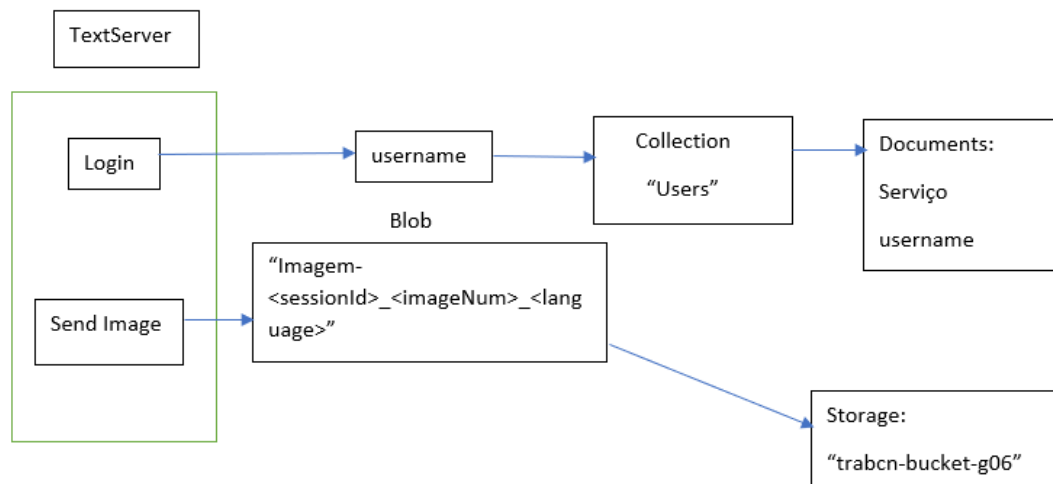 TextServer
Login
username
Collection
“Users”
Documents:
Serviço
username
Blob
“Imagem-
<sessionId>_<imageNum>_<lang
uage>”
Send Image
Storage:
“trabcn-bucket-g06”